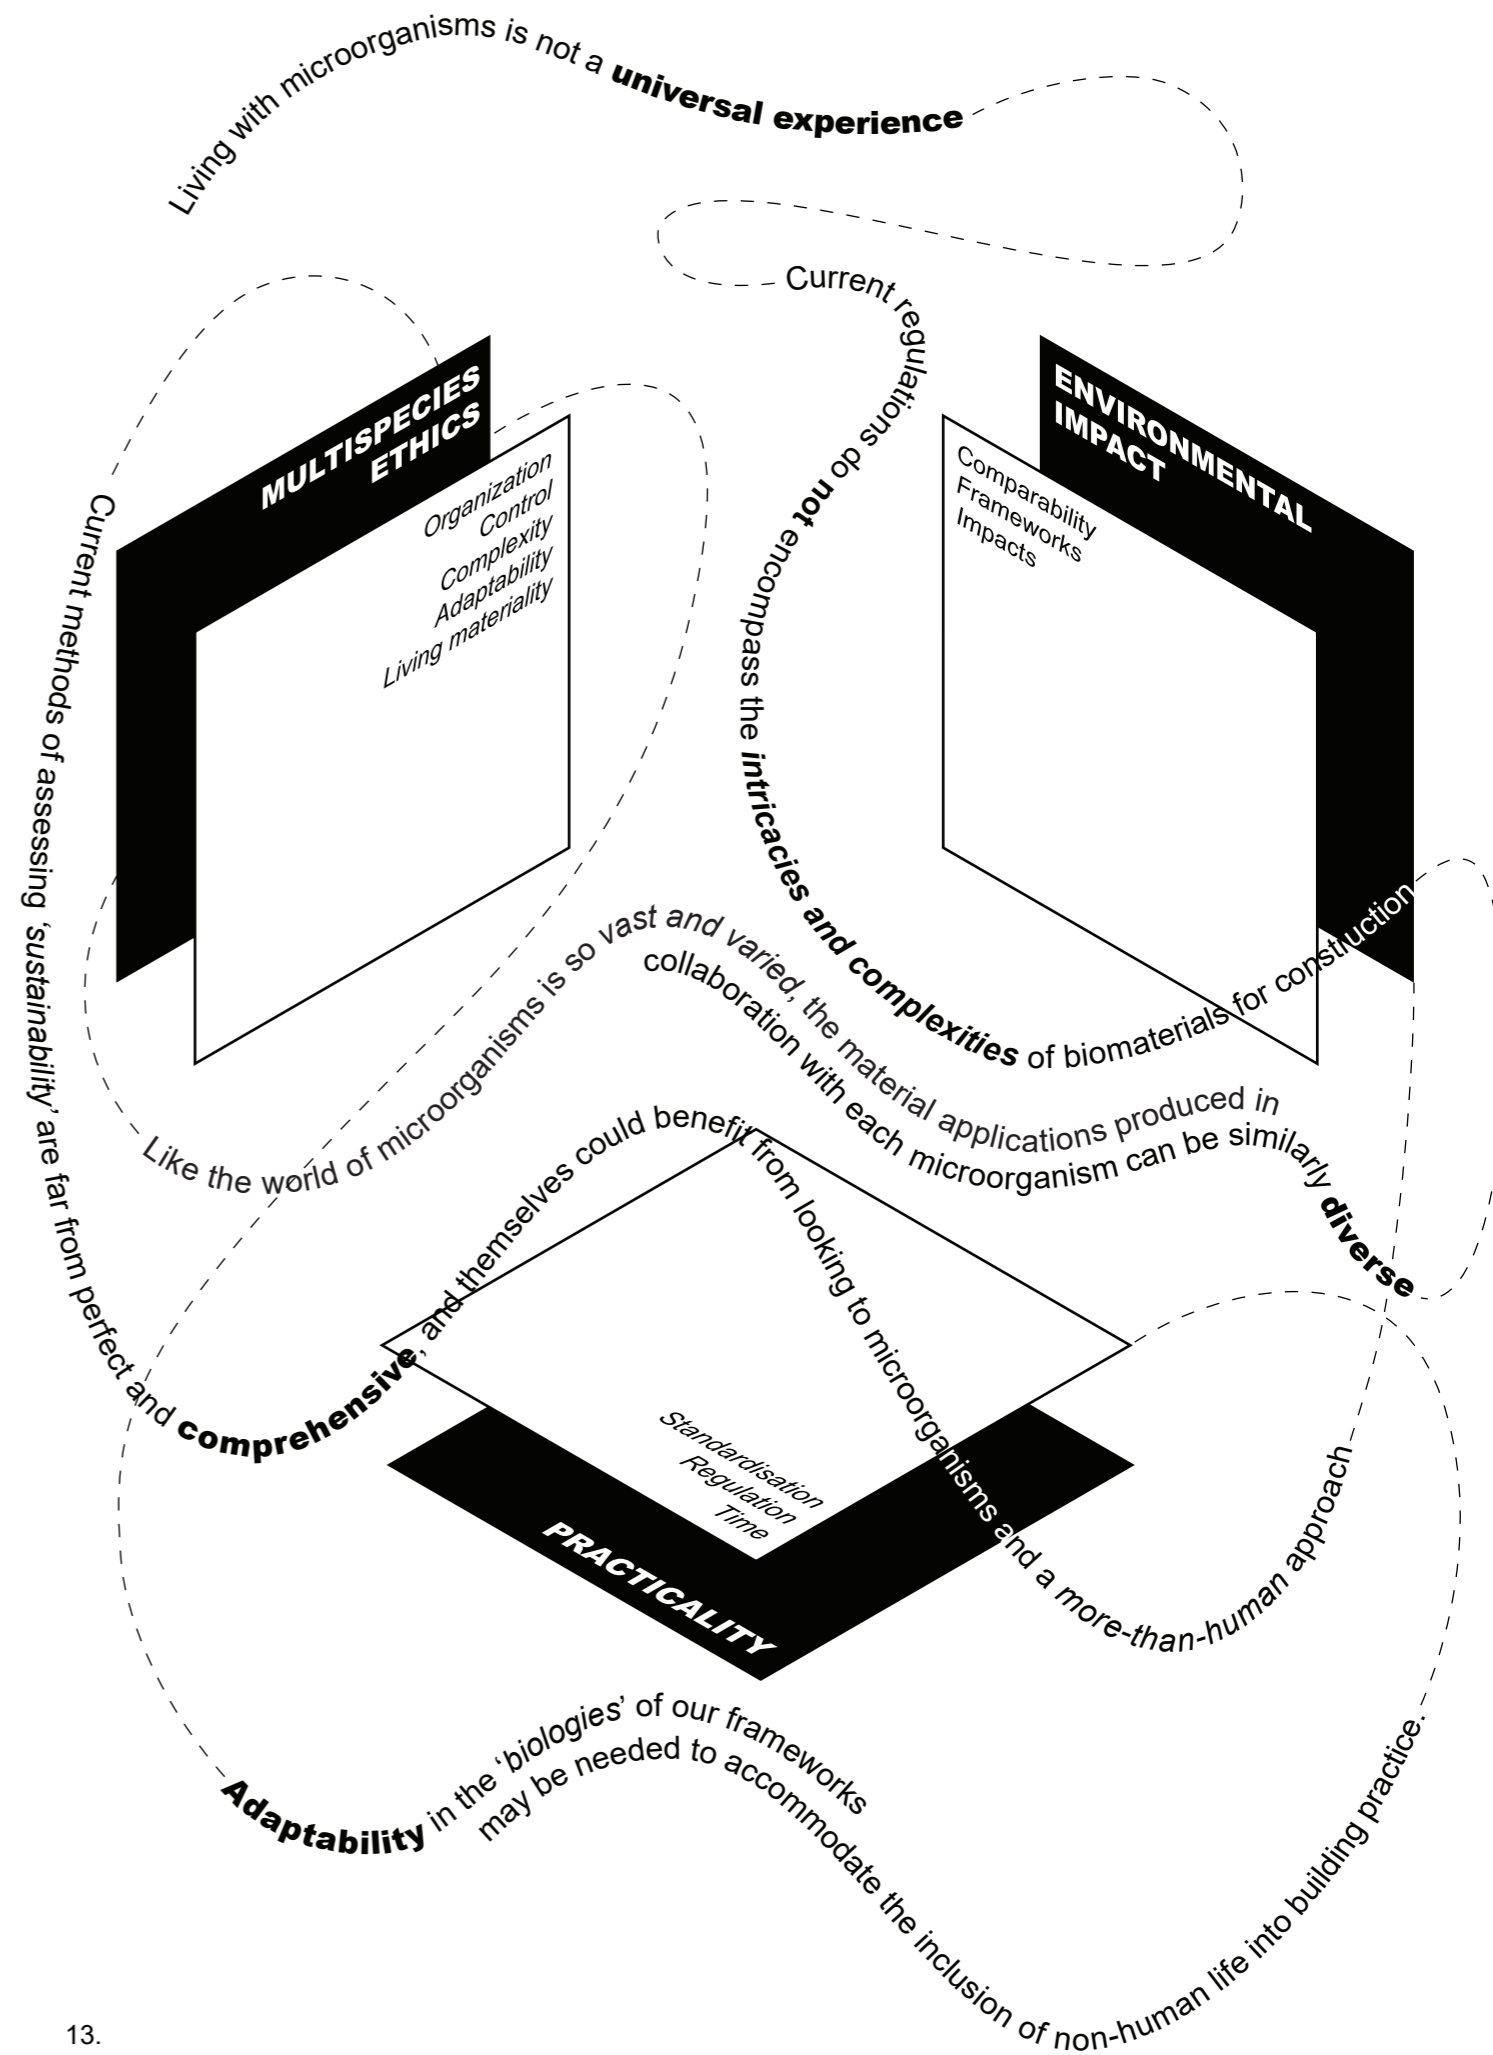 Living with microorganisms is not a universal experience
Current regulations do not encompass the intricacies and complexities of biomaterials for construction
MULTISPECIES
ETHICS
Organization
Control
Complexity
Adaptability
Living materiality
ENVIRONMENTAL
IMPACT
Comparability
Frameworks
Impacts
Like the world of microorganisms is so vast and varied, the material applications produced in
collaboration with each microorganism can be similarly diverse
Current methods of assessing ‘sustainability’ are far from perfect and comprehensive, and themselves could benefit from looking to microorganisms and a more-than-human approach
Standardisation
Regulation
Time
PRACTICALITY
Adaptability in the ‘biologies’ of our frameworks
may be needed to accommodate the inclusion of non-human life into building practice.
13.